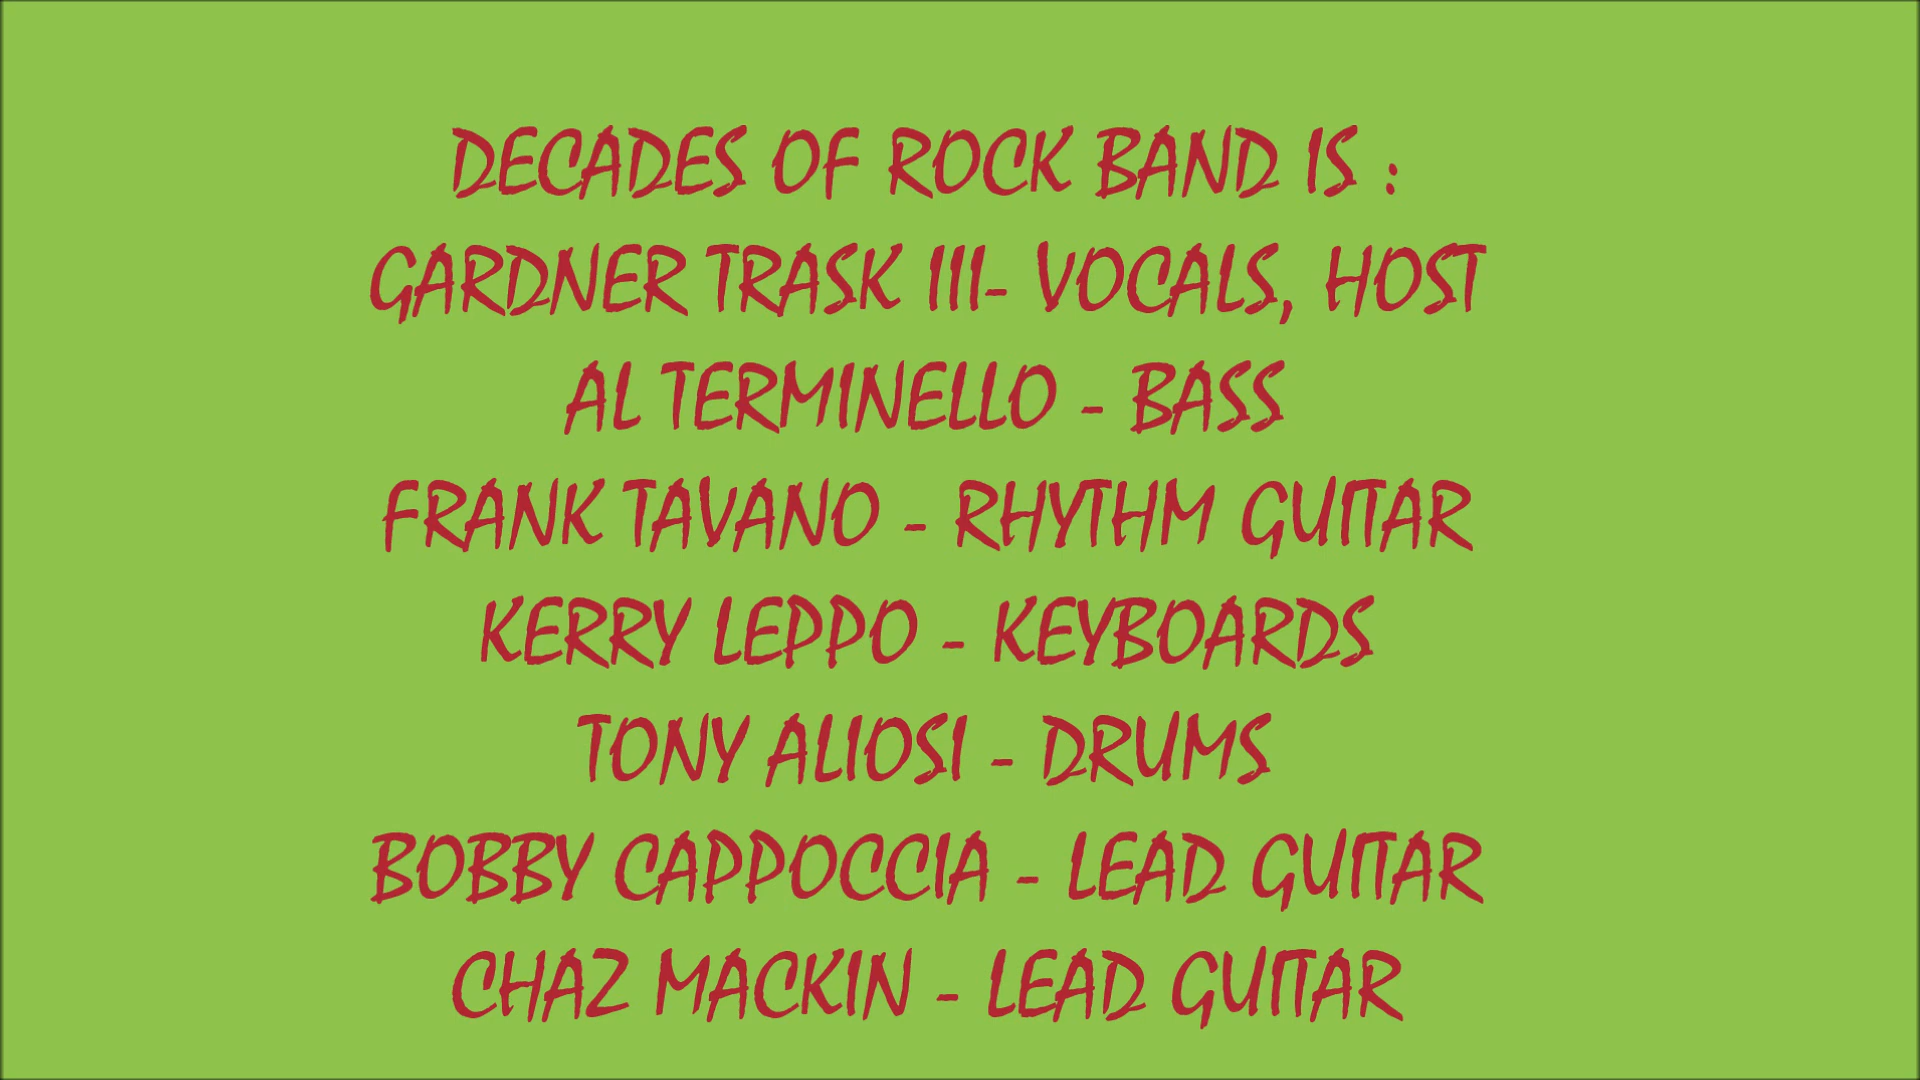 DECADES OF ROCK BAND IS :
GARDNER TRASK III- VOCALS, HOST
AL TERMINELLO - BASS
FRANK TAVANO - RHYTHM GUITAR
KERRY LEPPO - KEYBOARDS
TONY ALIOSI - DRUMS
BOBBY CAPPOCCIA - LEAD GUITAR
CHAZ MACKIN - LEAD GUITAR